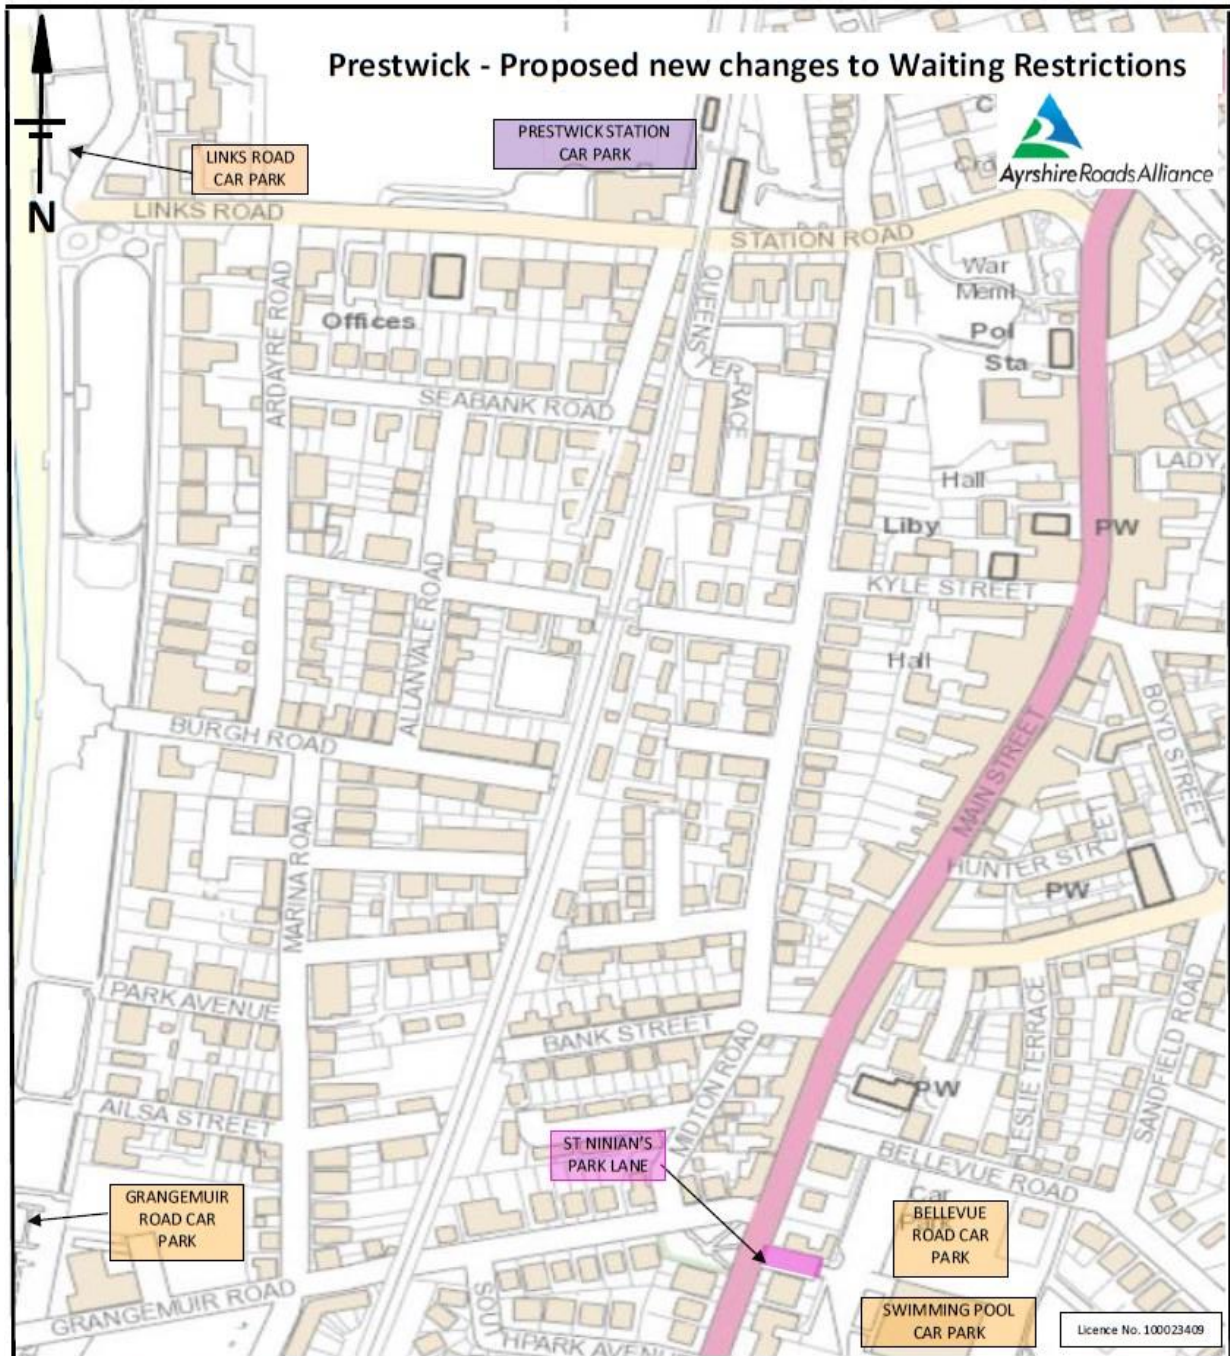 Prestwick - Proposed new changes to Waiting Restrictions
Ayrshire Roads Alliance
N
LINKS ROAD
CAR PARK
PRESTWICK STATION
CAR PARK
LINKS ROAD
STATION ROAD
War
Meml
Pol
Sta
Offices
ARDAYRE ROAD
QUEENS TERRACE
SEABANK ROAD
LADY
Hall
Liby
PW
KYLE STREET
ALLANVALE ROAD
Hall
BURGH ROAD
BOYD STREET
MAIN STREET
MARINA ROAD
HUNTER STREET
PW
PARK AVENUE
BANK STREET
MIDTON ROAD
LESLIE TERRACE
SANDFIELD ROAD
PW
AILSA STREET
BELLEVUE ROAD
ST NINIAN'S
PARK LANE
GRANGEMUIR
ROAD CAR
PARK
Car
Park
BELLEVUE
ROAD CAR
PARK
GRANGEMUIR ROAD
SOUTHPARK AVENUE
SWIMMING POOL
CAR PARK
Licence No. 100023409